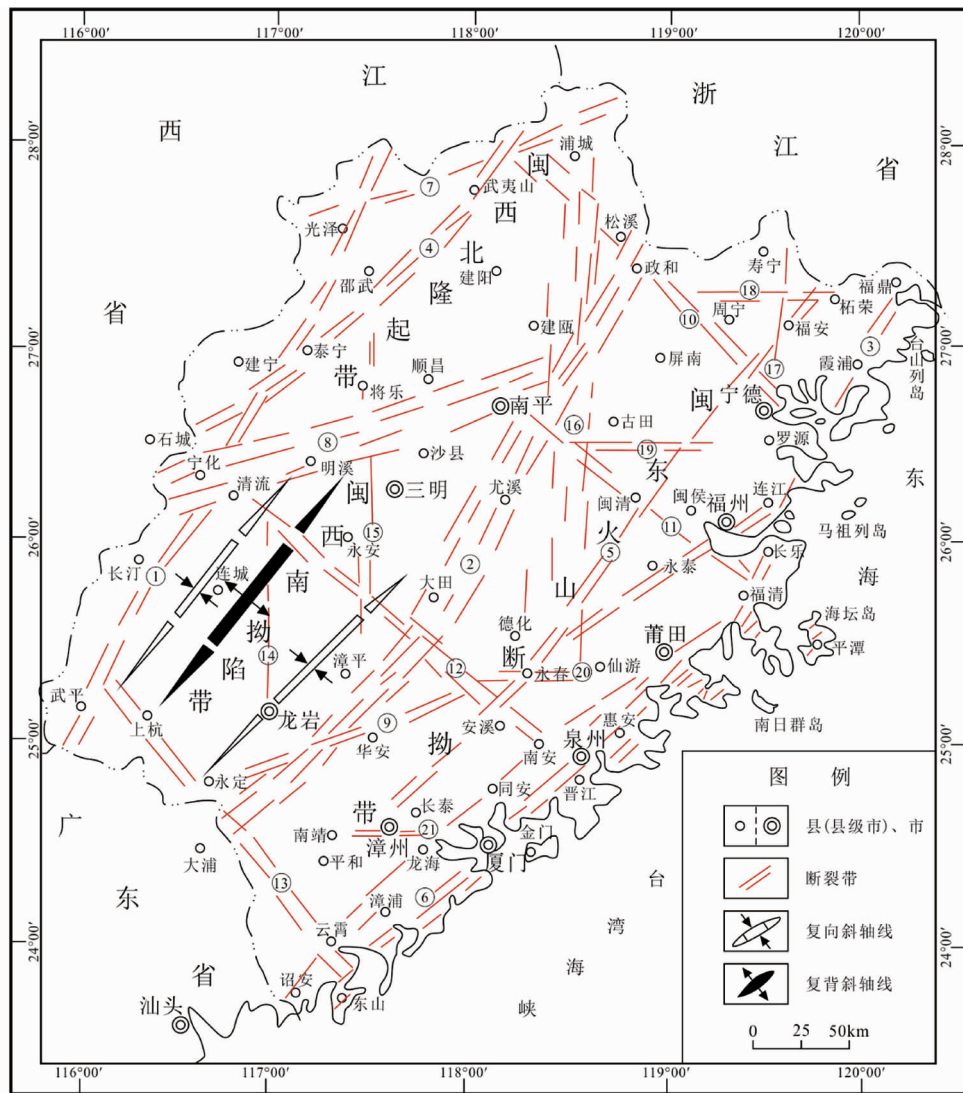 116°00′
117°00′
118°00′
119°00′
120°00′
28°00′
27°00′
26°00′
25°00′
24°00′
28°00′
27°00′
26°00′
25°00′
24°00′
江
西
省
浙
江
省
浦城
武夷山
⑦
光泽
松溪
邵武
④
建阳
政和
寿宁
福鼎
⑱
柘荣
周宁
⑩
福安
建瓯
③
台山列岛
泰宁
建宁
顺昌
屏南
霞浦
⑰
将乐
南平
宁德
古田
⑯
石城
⑧
沙县
⑲
罗源
宁化
明溪
清流
三明
尤溪
闽清
闽侯
福州
连江
⑪
马祖列岛
永安
⑮
长汀
①
连城
②
⑤
永泰
长乐
大田
福清
海坛岛
平潭
德化
莆田
漳平
⑭
⑫
永春
⑳
仙游
武平
上杭
龙岩
⑨
安溪
惠安
南日群岛
华安
南安
泉州
永定
同安
晋江
长泰
南靖
漳州
㉑
金门
大浦
平和
龙海
厦门
⑬
⑥
漳浦
云霄
诏安
东山
汕头
闽西北隆起带
闽西南拗陷带
闽东火山断拗带
广
东
省
东
海
台
湾
海
峡
图 例
县(县级市)、市
断裂带
复向斜轴线
复背斜轴线
0 25 50km
116°00′
117°00′
118°00′
119°00′
120°00′